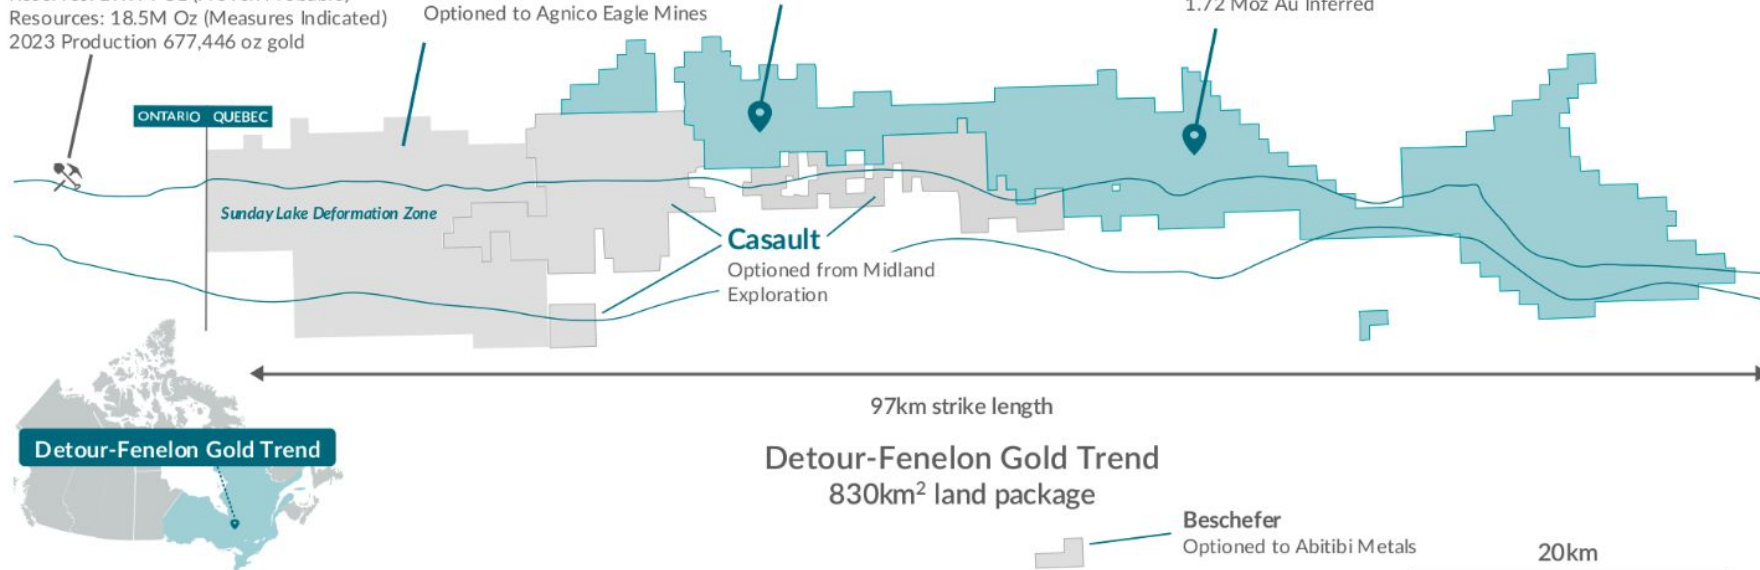 Resources: 18.5M Oz (Measures Indicated)
2023 Production 677,446 oz gold
Optioned to Agnico Eagle Mines
1.72 Moz Au Inferred
ONTARIO QUEBEC
Sunday Lake Deformation Zone
Casault
Optioned from Midland
Exploration
97km strike length
Detour-Fenelon Gold Trend
Detour-Fenelon Gold Trend
830km² land package
Beschefer
Optioned to Abitibi Metals
20km